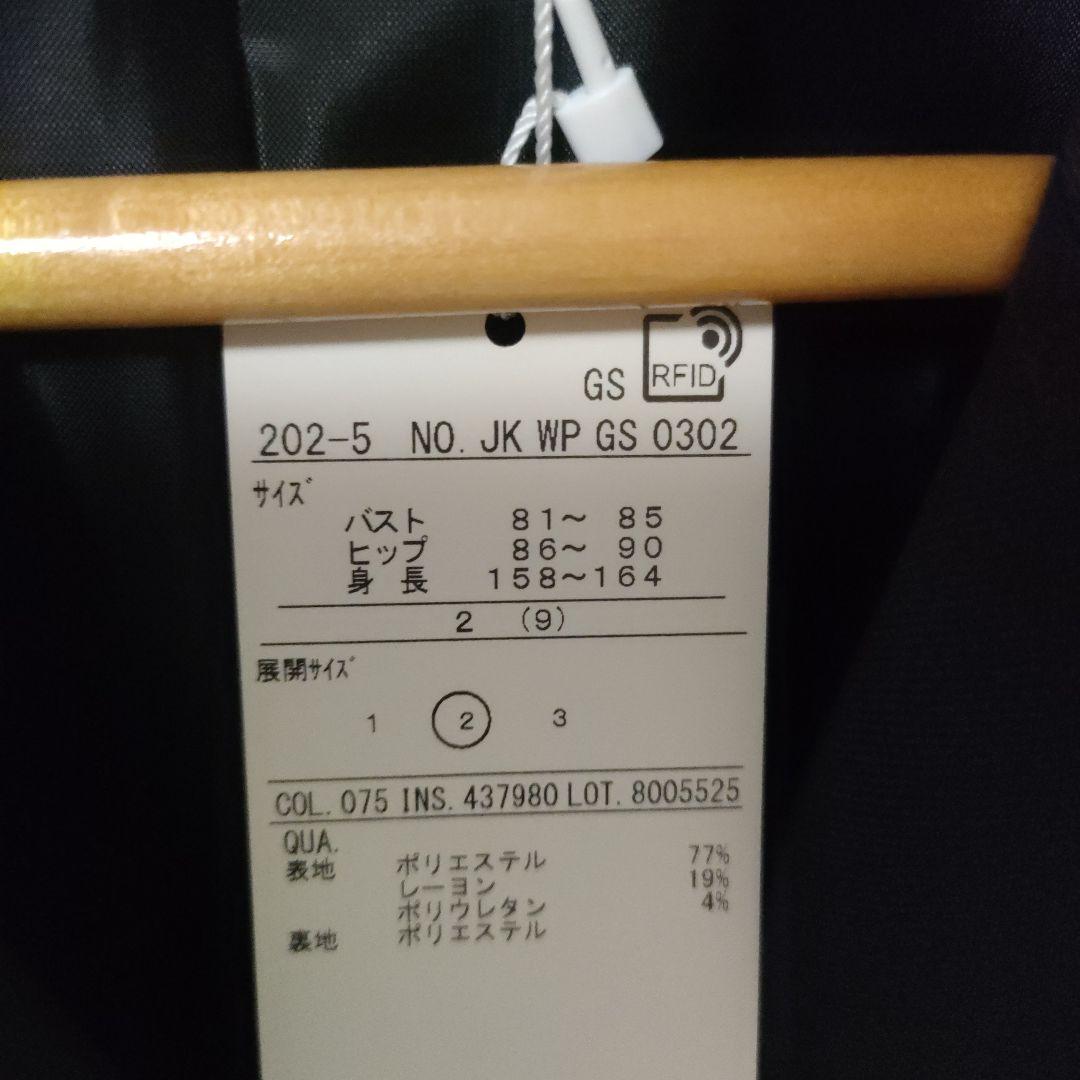 GS RFID
202-5 NO. JK WP GS 0302
サイズ
バスト 81～ 85
ヒップ 86～ 90
身 長 158～164
2 (9)
展開サイズ
1 2 3
COL. 075 INS. 437980 LOT. 8005525
QUA.
表地 ポリエステル 77%
レーヨン 19%
ポリウレタン 4%
裏地 ポリエステル